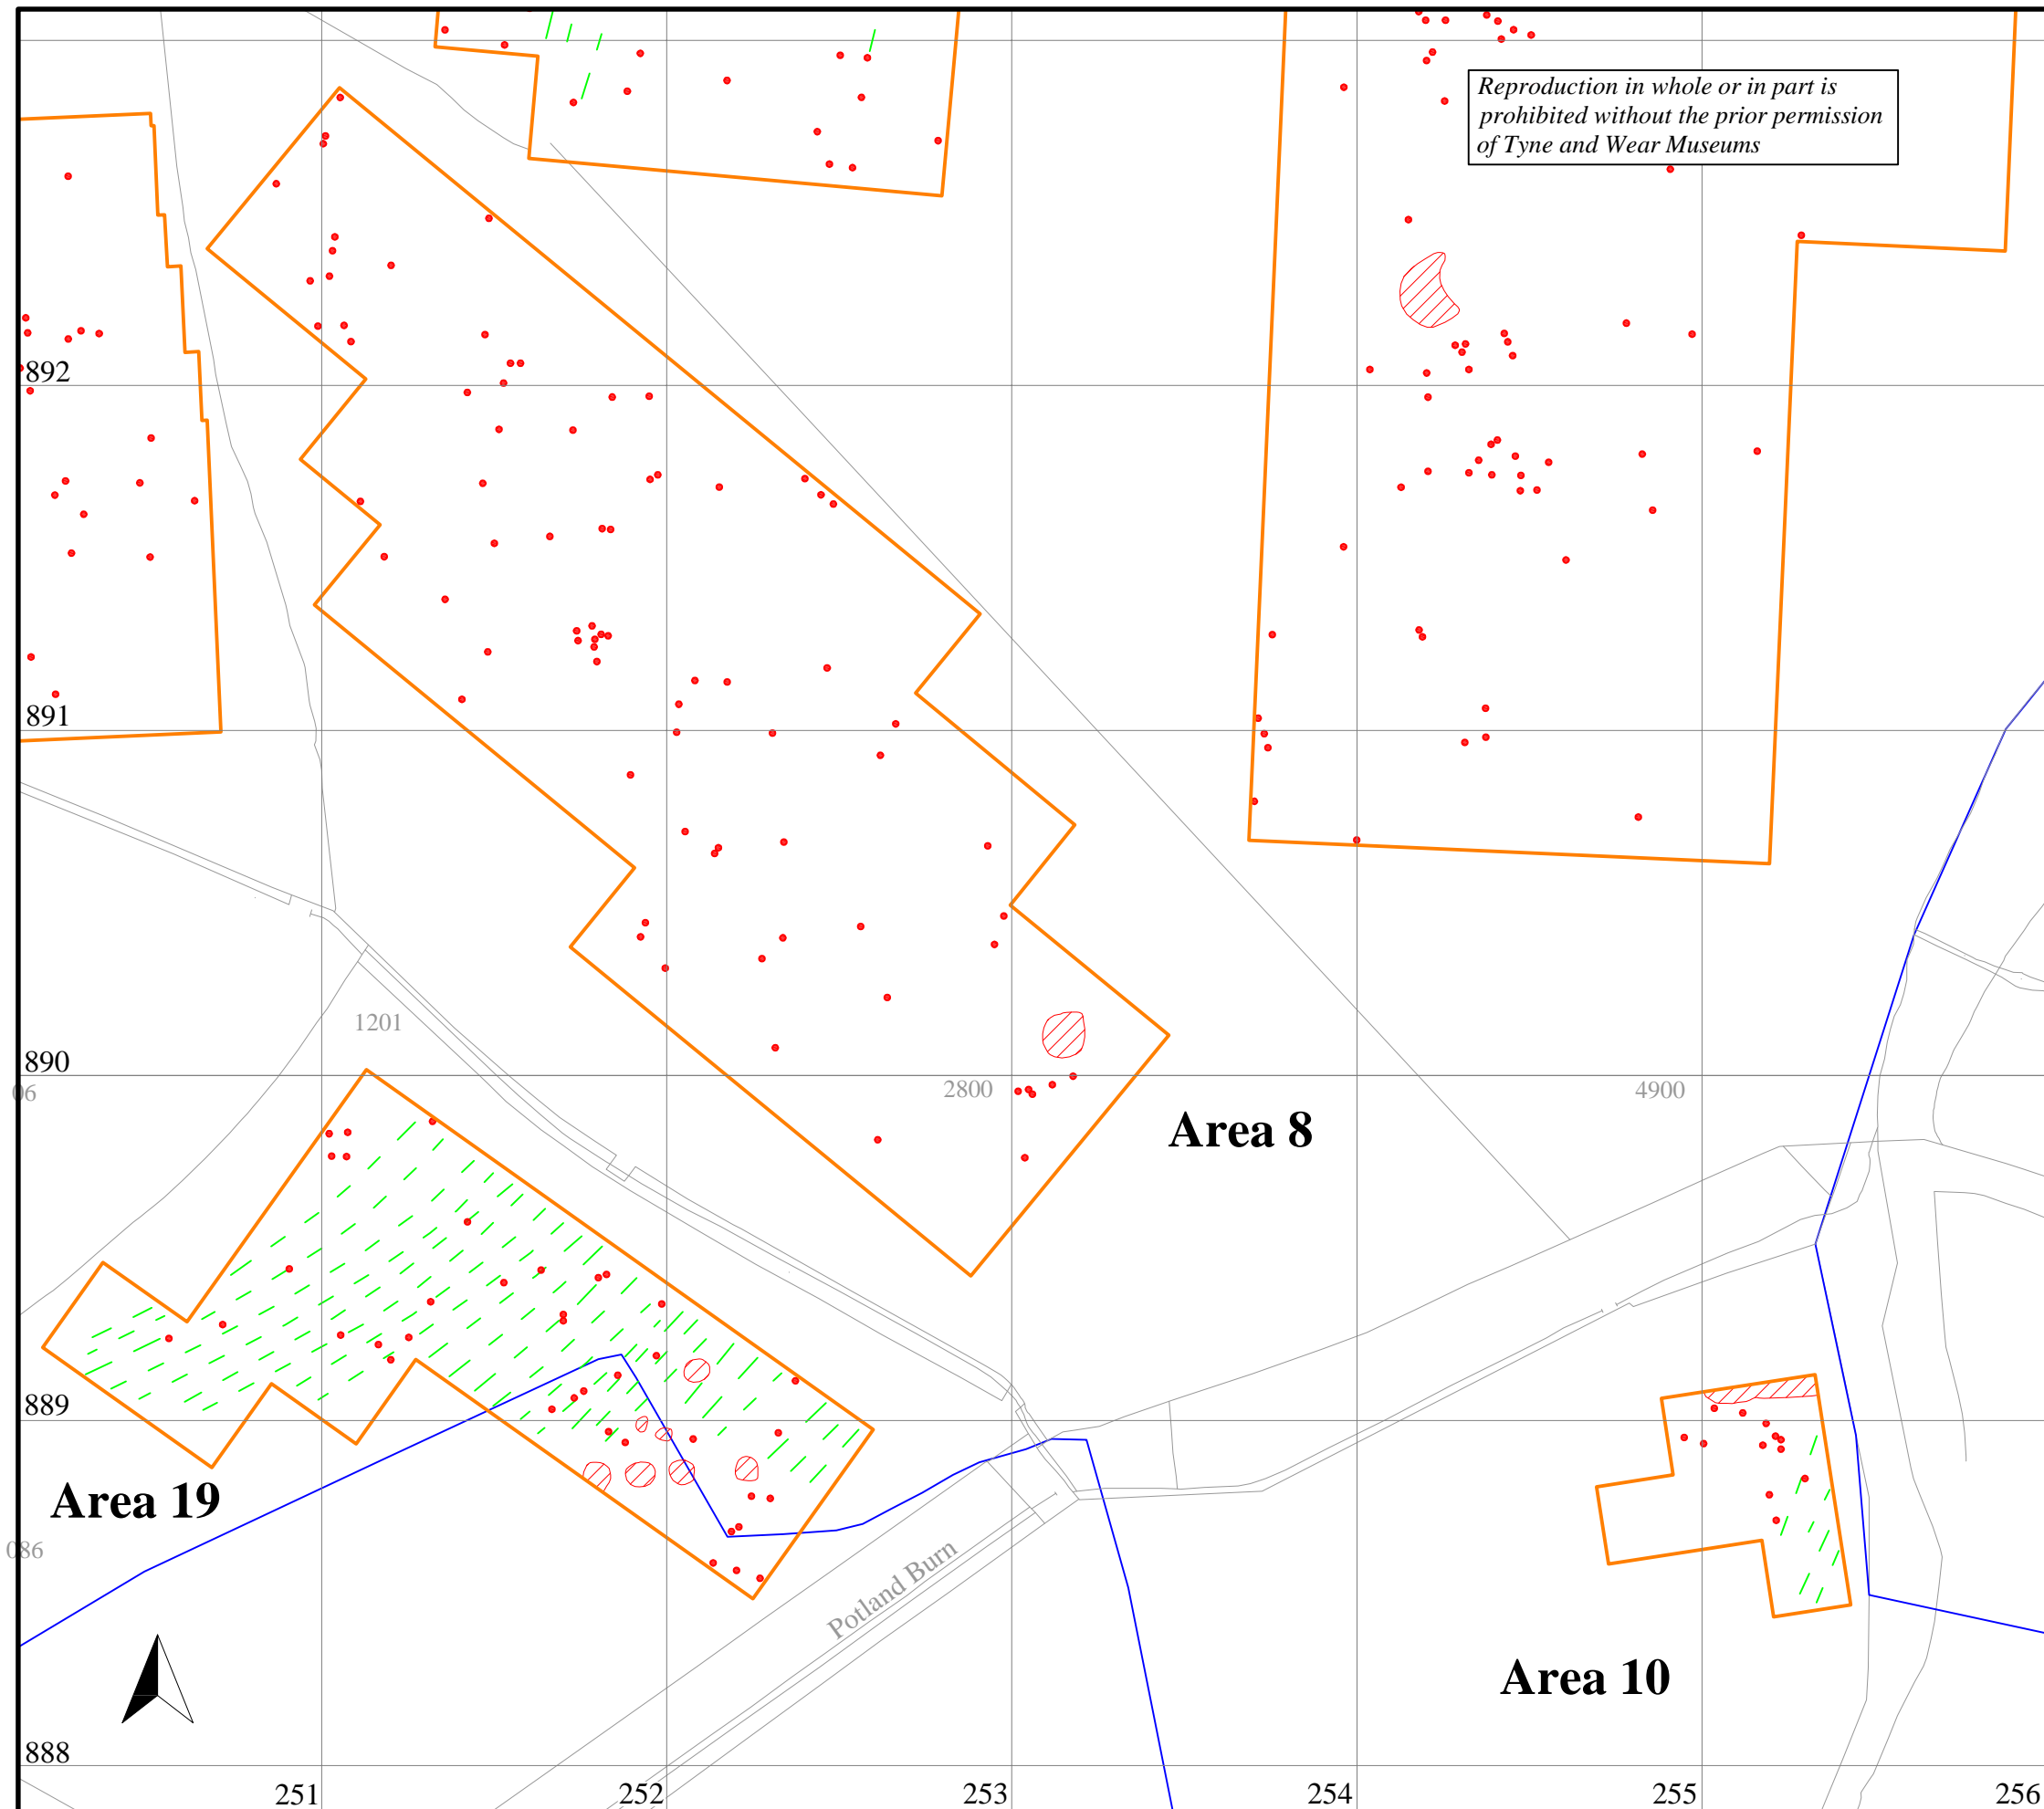 Reproduction in whole or in part is
prohibited without the prior permission
of Tyne and Wear Museums
892
891
1201
890
06
2800
4900
Area 8
889
Area 19
086
Potland Burn
Area 10
888
251
252
253
254
255
256